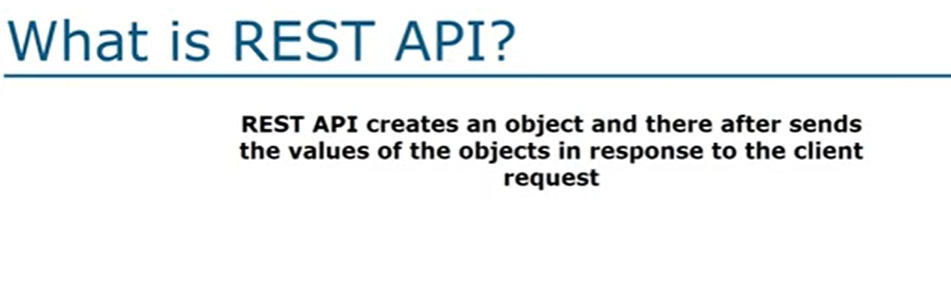 What is REST API?
REST API creates an object and there after sends
the values of the objects in response to the client
request